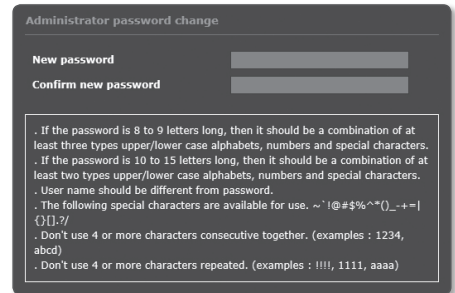 Administrator password change
New password
Confirm new password
. If the password is 8 to 9 letters long, then it should be a combination of at
least three types upper/lower case alphabets, numbers and special characters.
. If the password is 10 to 15 letters long, then it should be a combination of at
least two types upper/lower case alphabets, numbers and special characters.
. User name should be different from password.
. The following special characters are available for use. ~`!@#$%^*()_-+=|
{}[].?/
. Don't use 4 or more characters consecutive together. (examples : 1234,
abcd)
. Don't use 4 or more characters repeated. (examples : !!!!, 1111, aaaa)